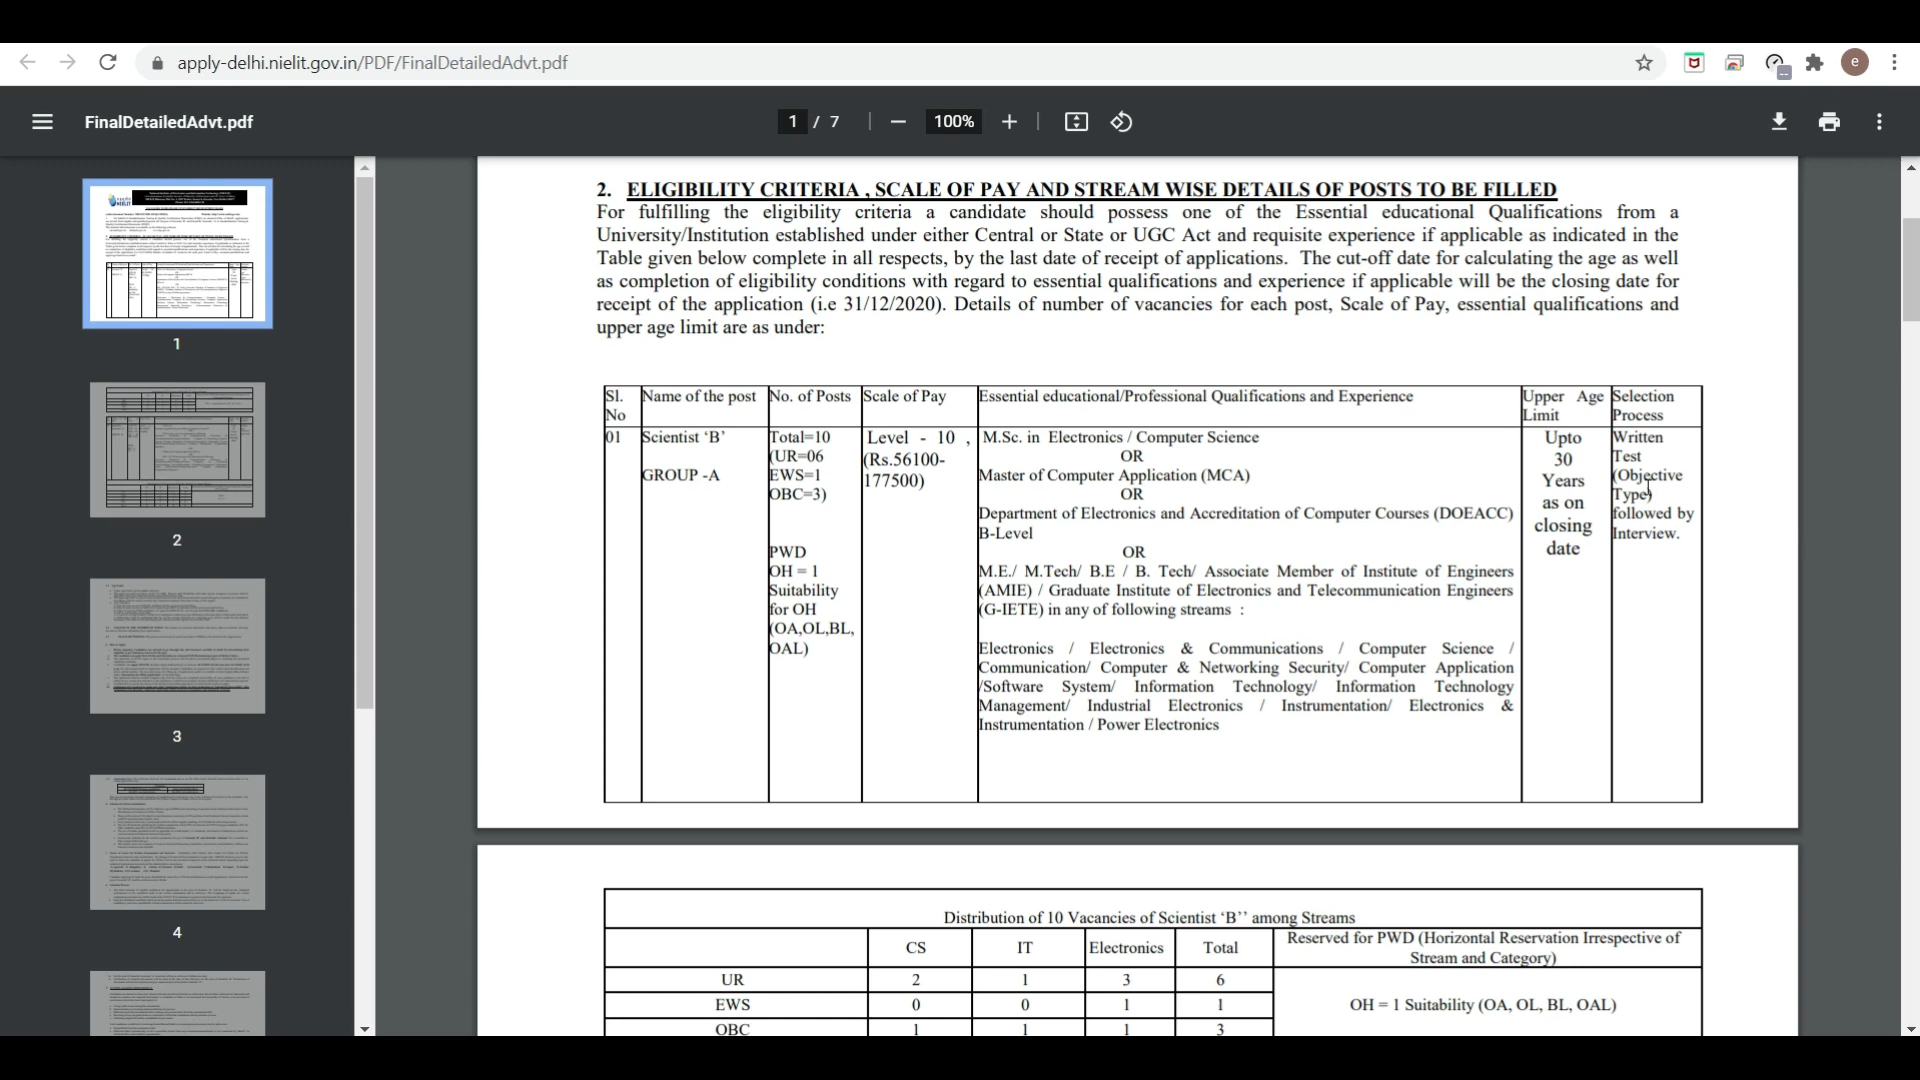 apply-delhi.nielit.gov.in/PDF/FinalDetailedAdvt.pdf
e
FinalDetailedAdvt.pdf
1 / 7
100%
1
2
3
4
2. ELIGIBILITY CRITERIA , SCALE OF PAY AND STREAM WISE DETAILS OF POSTS TO BE FILLED
For fulfilling the eligibility criteria a candidate should possess one of the Essential educational Qualifications from a
University/Institution established under either Central or State or UGC Act and requisite experience if applicable as indicated in the
Table given below complete in all respects, by the last date of receipt of applications. The cut-off date for calculating the age as well
as completion of eligibility conditions with regard to essential qualifications and experience if applicable will be the closing date for
receipt of the application (i.e 31/12/2020). Details of number of vacancies for each post, Scale of Pay, essential qualifications and
upper age limit are as under:
Sl. No
Name of the post
No. of Posts
Scale of Pay
Essential educational/Professional Qualifications and Experience
Upper Age
Limit
Selection
Process
01
Scientist ‘B’
GROUP -A
Total=10
(UR=06
EWS=1
OBC=3)
PWD
OH = 1
Suitability
for OH
(OA,OL,BL,
OAL)
Level - 10 ,
(Rs.56100-
177500)
M.Sc. in Electronics / Computer Science
OR
Master of Computer Application (MCA)
OR
Department of Electronics and Accreditation of Computer Courses (DOEACC)
B-Level
OR
M.E./ M.Tech/ B.E / B. Tech/ Associate Member of Institute of Engineers
(AMIE) / Graduate Institute of Electronics and Telecommunication Engineers
(G-IETE) in any of following streams :
Electronics / Electronics & Communications / Computer Science /
Communication/ Computer & Networking Security/ Computer Application
/Software System/ Information Technology/ Information Technology
Management/ Industrial Electronics / Instrumentation/ Electronics &
Instrumentation / Power Electronics
Upto
30
Years
as on
closing
date
Written
Test
(Objective
Type)
followed by
Interview.
Distribution of 10 Vacancies of Scientist ‘B’’ among Streams
CS IT Electronics Total
Reserved for PWD (Horizontal Reservation Irrespective of
Stream and Category)
UR 2 1 3 6
EWS 0 0 1 1
OH = 1 Suitability (OA, OL, BL, OAL)
OBC 1 1 1 3